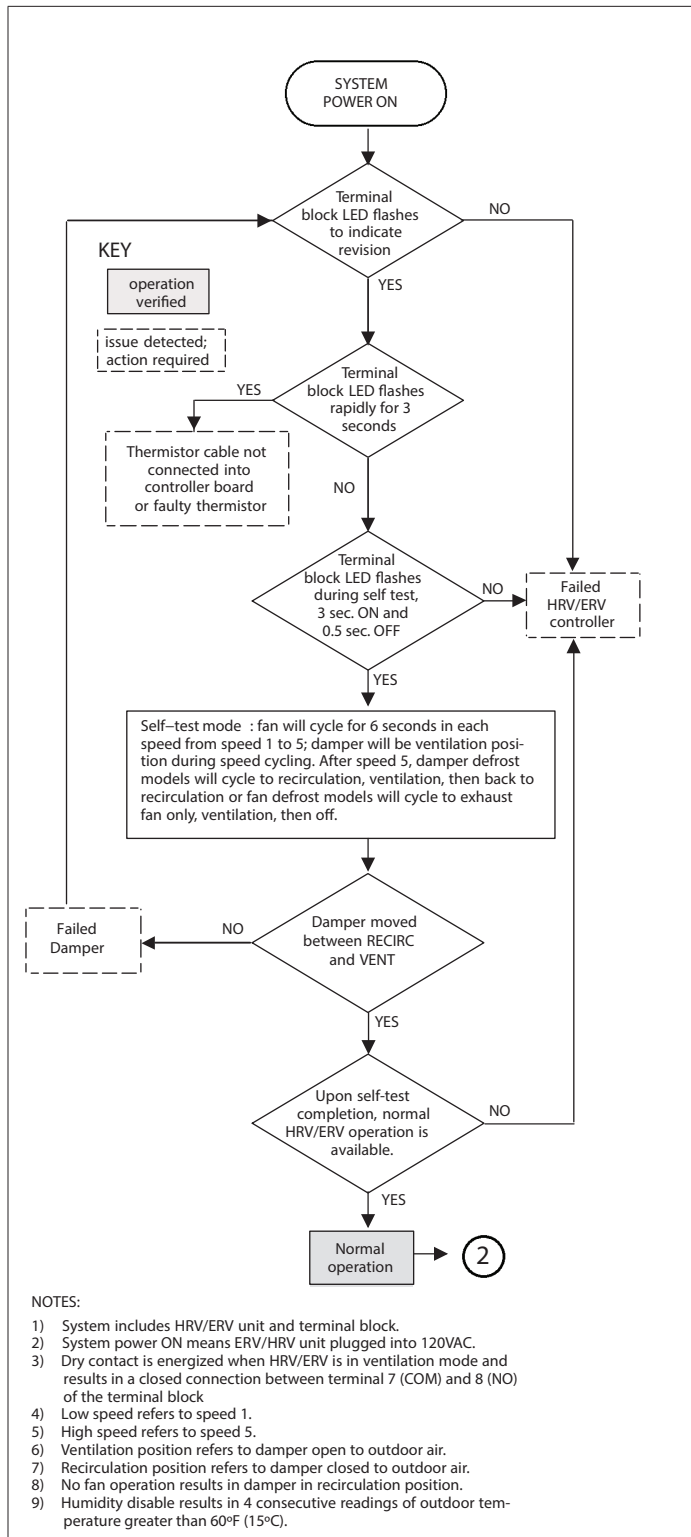 SYSTEM
POWER ON
Terminal
block LED flashes
to indicate
revision
NO
YES
KEY
operation
verified
issue detected;
action required
Terminal
block LED flashes
rapidly for 3
seconds
YES
NO
Thermistor cable not
connected into
controller board
or faulty thermistor
Terminal
block LED flashes
during self test,
3 sec. ON and
0.5 sec. OFF
NO
YES
Failed
HRV/ERV
controller
Self–test mode : fan will cycle for 6 seconds in each
speed from speed 1 to 5; damper will be ventilation posi-
tion during speed cycling. After speed 5, damper defrost
models will cycle to recirculation, ventilation, then back to
recirculation or fan defrost models will cycle to exhaust
fan only, ventilation, then off.
Damper moved
between RECIRC
and VENT
NO
YES
Failed
Damper
Upon self-test
completion, normal
HRV/ERV operation is
available.
NO
YES
Normal
operation
2
NOTES:
1) System includes HRV/ERV unit and terminal block.
2) System power ON means ERV/HRV unit plugged into 120VAC.
3) Dry contact is energized when HRV/ERV is in ventilation mode and
results in a closed connection between terminal 7 (COM) and 8 (NO)
of the terminal block
4) Low speed refers to speed 1.
5) High speed refers to speed 5.
6) Ventilation position refers to damper open to outdoor air.
7) Recirculation position refers to damper closed to outdoor air.
8) No fan operation results in damper in recirculation position.
9) Humidity disable results in 4 consecutive readings of outdoor tem-
perature greater than 60ºF (15ºC).